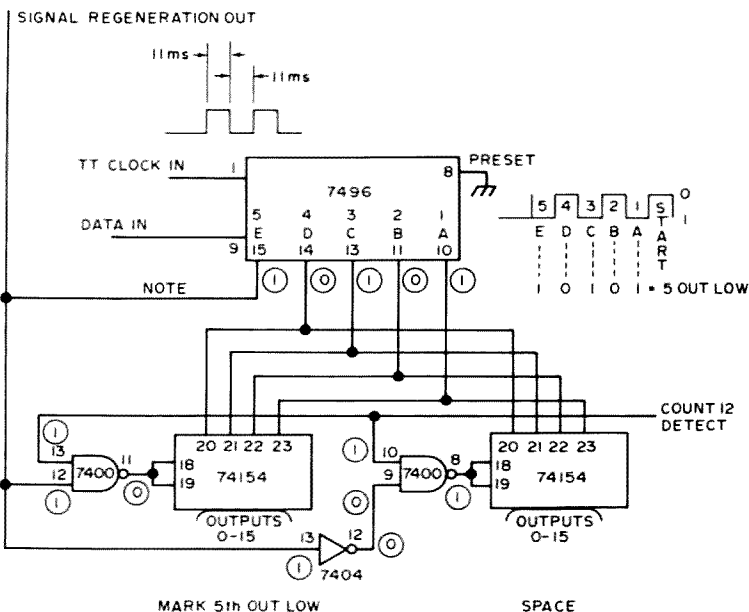 SIGNAL REGENERATION OUT
11ms
11ms
TT CLOCK IN 1
PRESET
8
7496
5 4 3 2 1
E D C B A
DATA IN
9 15 14 13 11 10
5 4 3 2 1 START 0
1
E D C B A
1 0 1 0 1 = 5 OUT LOW
NOTE
1 0 1 0 1
COUNT 12
DETECT
1
13
12
7400
11
1
0
20 21 22 23
18
19
74154
OUTPUTS
0-15
1
10
9
7400
8
0
1
20 21 22 23
18
19
74154
OUTPUTS
0-15
13
12
1
0
7404
MARK 5th OUT LOW
SPACE